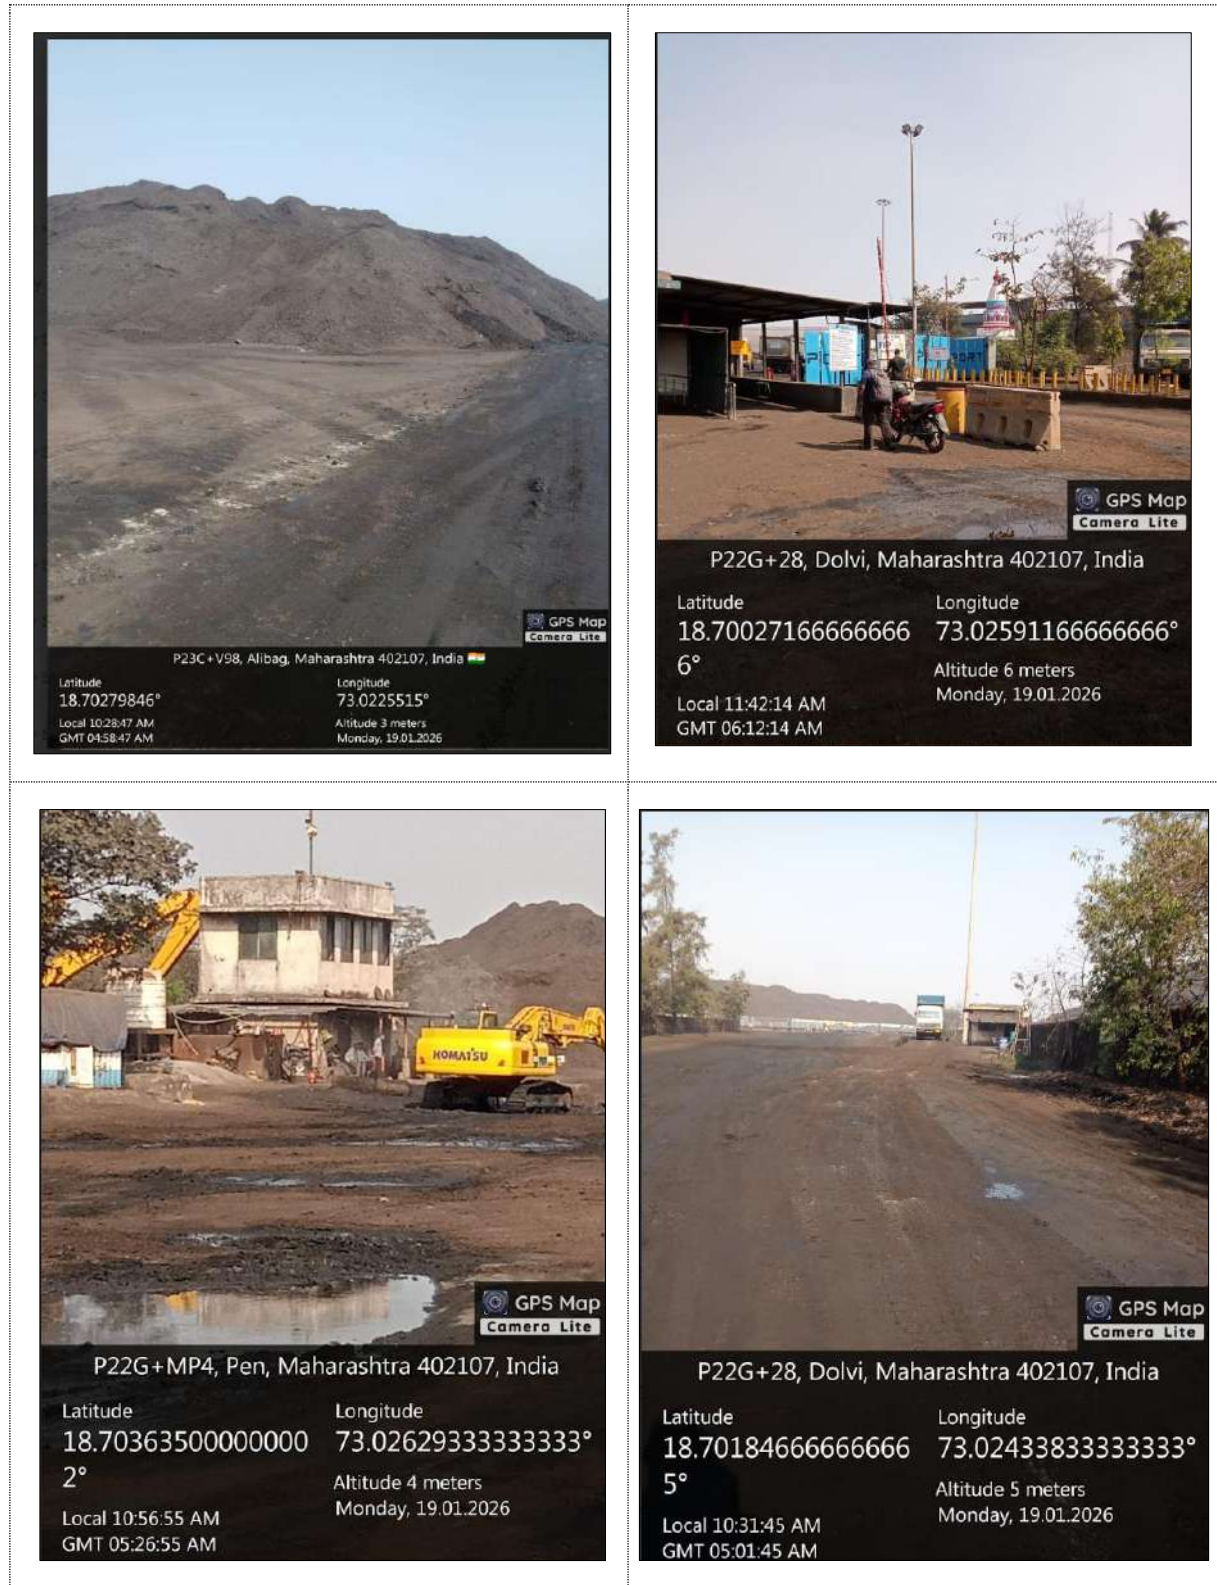 GPS Map
Camera Lite
P23C+V98, Alibag, Maharashtra 402107, India
Latitude
18.70279846°
Longitude
73.0225515°
Local 10:28:47 AM
GMT 04:58:47 AM
Altitude 3 meters
Monday, 19.01.2026
PORT
GPS Map
Camera Lite
P22G+28, Dolvi, Maharashtra 402107, India
Latitude
18.70027166666666
6°
Longitude
73.02591166666666°
Local 11:42:14 AM
GMT 06:12:14 AM
Altitude 6 meters
Monday, 19.01.2026
KOMATSU
GPS Map
Camera Lite
P22G+MP4, Pen, Maharashtra 402107, India
Latitude
18.70363500000000
2°
Longitude
73.02629333333333°
Local 10:56:55 AM
GMT 05:26:55 AM
Altitude 4 meters
Monday, 19.01.2026
GPS Map
Camera Lite
P22G+28, Dolvi, Maharashtra 402107, India
Latitude
18.70184666666666
5°
Longitude
73.02433833333333°
Local 10:31:45 AM
GMT 05:01:45 AM
Altitude 5 meters
Monday, 19.01.2026